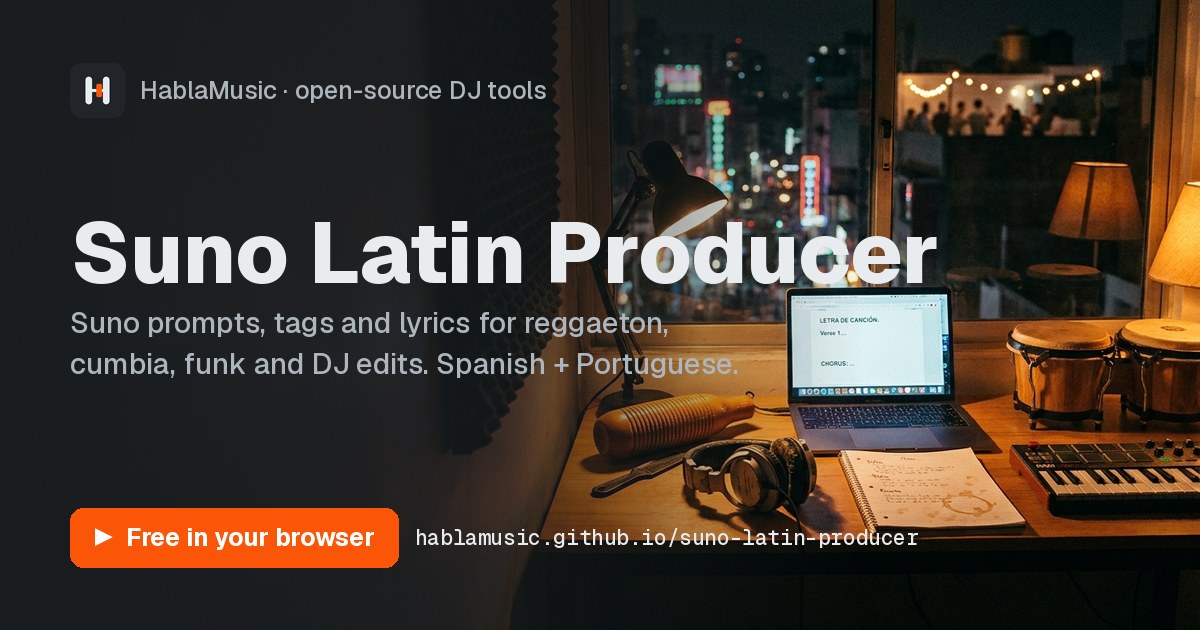 HablaMusic · open-source DJ tools
Suno Latin Producer
Suno prompts, tags and lyrics for reggaeton,
cumbia, funk and DJ edits. Spanish + Portuguese.
LETRA DE CANCIÓN:
Verse 1...
CHORUS: ...
Free in your browser
hablamusic.github.io/suno-latin-producer